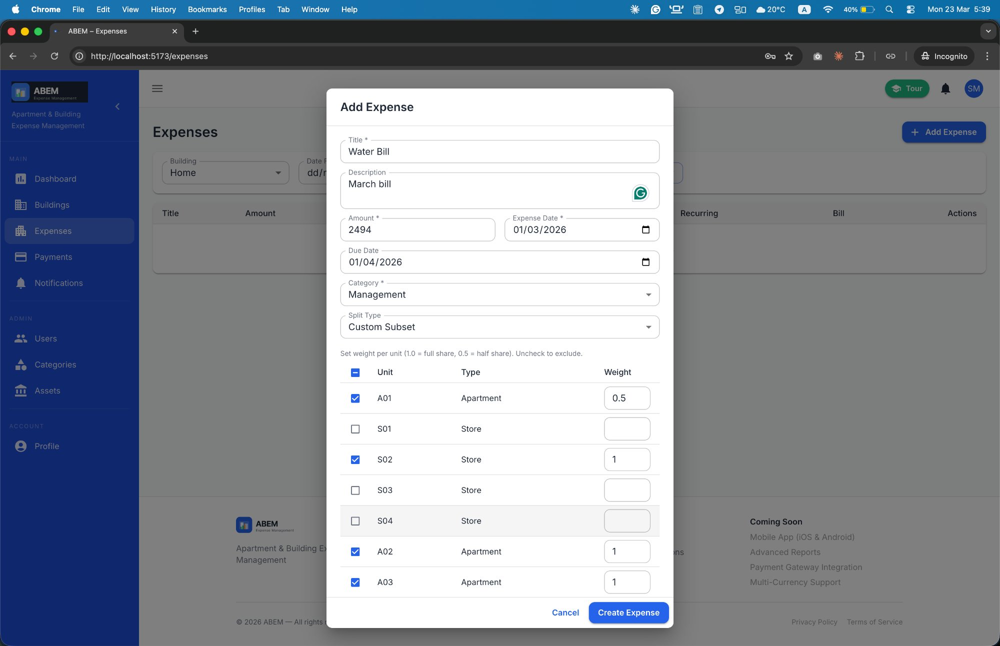 Chrome File Edit View History Bookmarks Profiles Tab Window Help
A 20°C 40% Mon 23 Mar 5:39
ABEM – Expenses
http://localhost:5173/expenses
Incognito
ABEM
Expense Management
Apartment & Building
Expense Management
MAIN
Dashboard
Buildings
Expenses
Payments
Notifications
ADMIN
Users
Categories
Assets
ACCOUNT
Profile
Tour
SM
Expenses
Add Expense
Building
Home
Date F
dd/m
Title Amount Recurring Bill Actions
Add Expense
Title *
Water Bill
Description
March bill
Amount *
2494
Expense Date *
01/03/2026
Due Date
01/04/2026
Category *
Management
Split Type
Custom Subset
Set weight per unit (1.0 = full share, 0.5 = half share). Uncheck to exclude.
Unit Type Weight
A01 Apartment 0.5
S01 Store
S02 Store 1
S03 Store
S04 Store
A02 Apartment 1
A03 Apartment 1
Cancel Create Expense
ABEM
Expense Management
Apartment & Building Ex
Management
ons
Coming Soon
Mobile App (iOS & Android)
Advanced Reports
Payment Gateway Integration
Multi-Currency Support
© 2026 ABEM — All rights
Privacy Policy Terms of Service